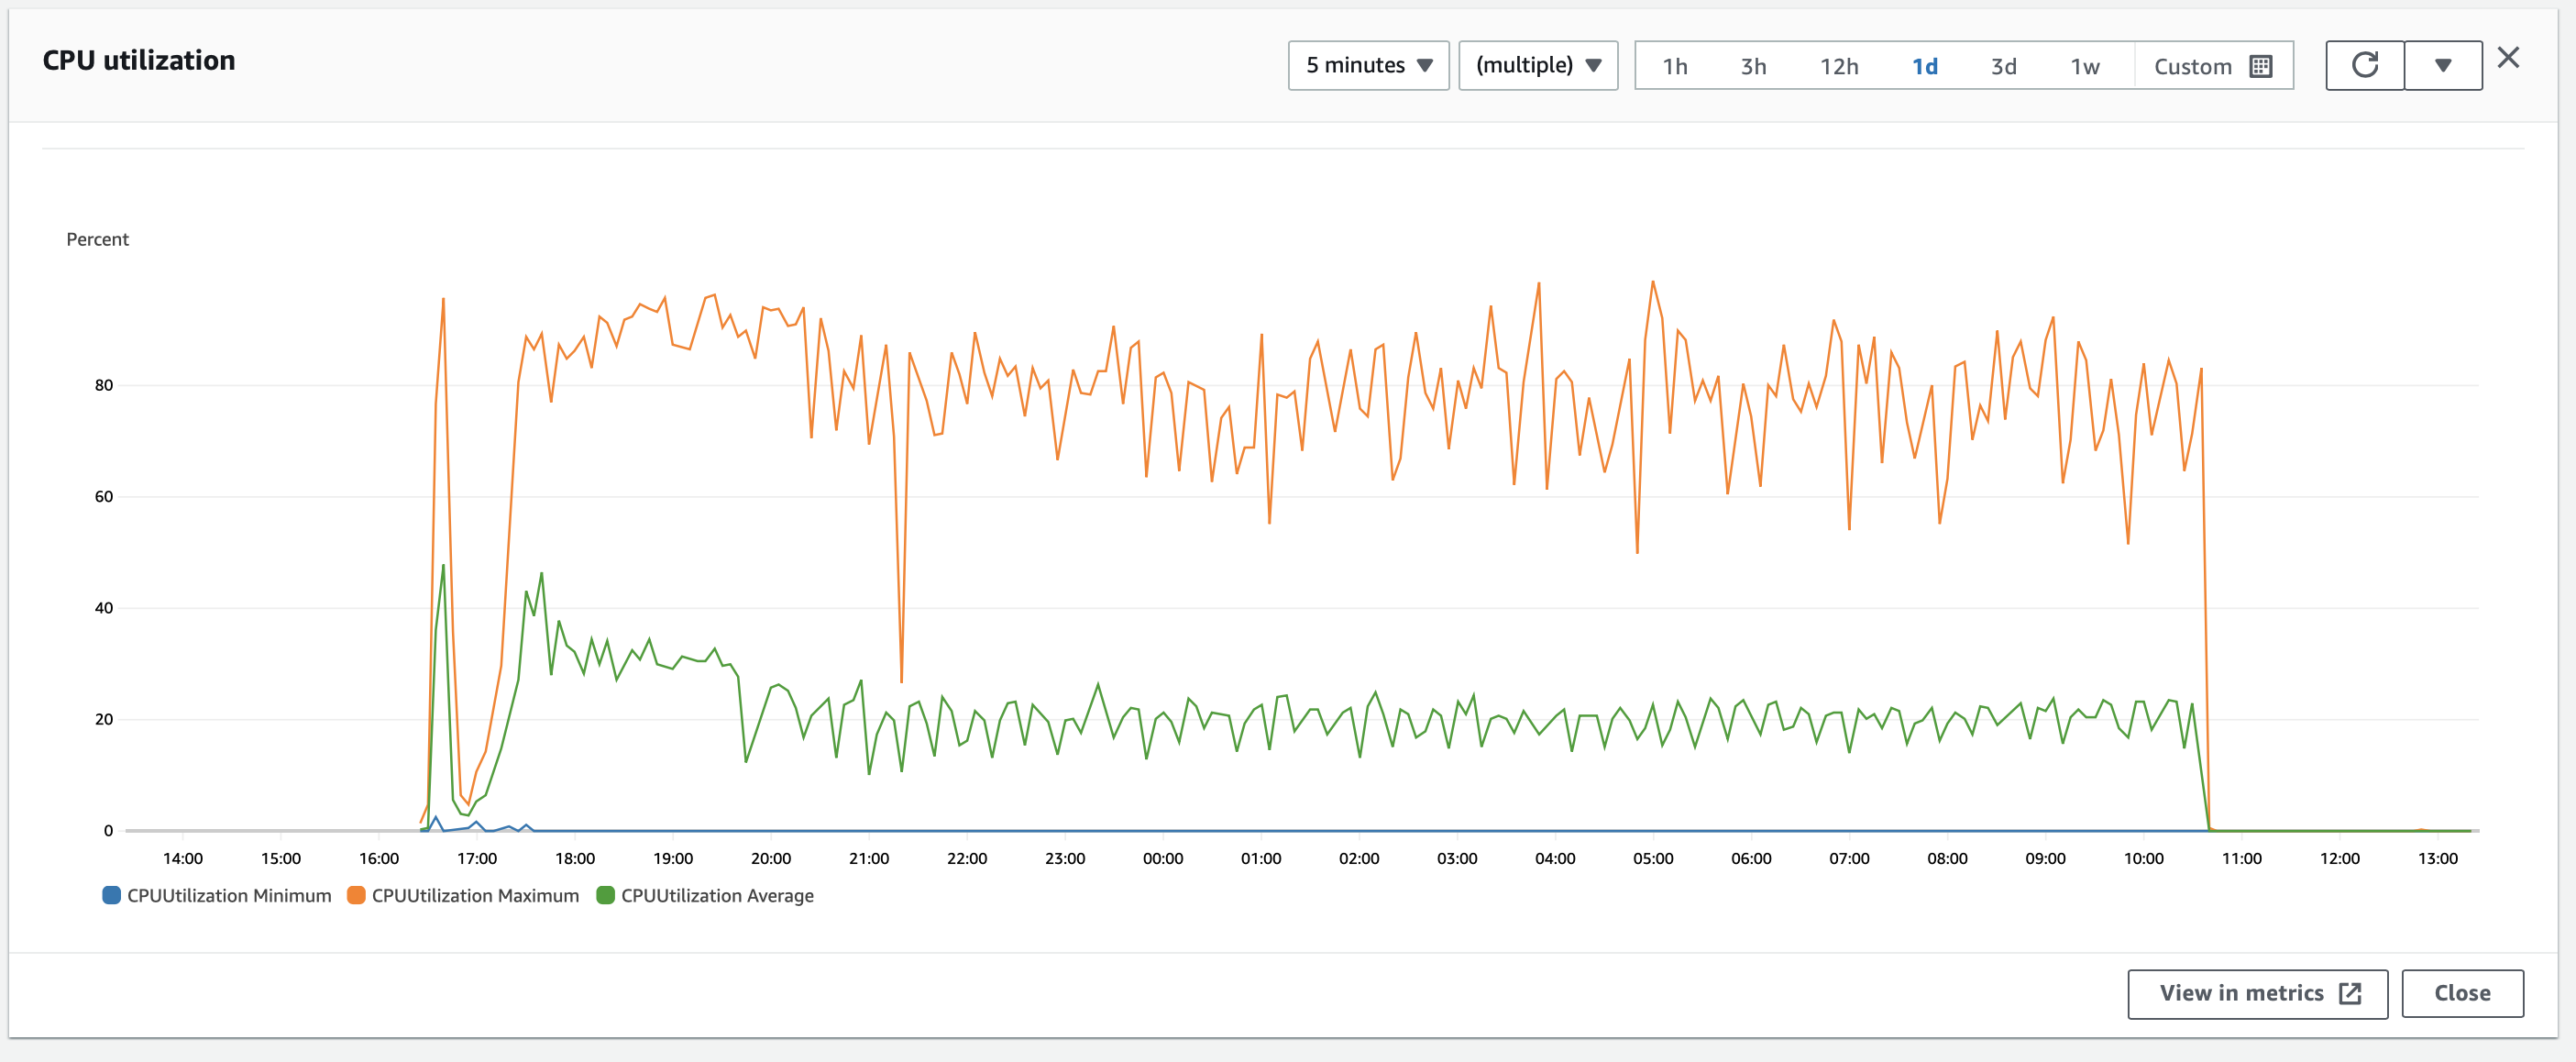 CPU utilization
5 minutes (multiple) 1h 3h 12h 1d 3d 1w Custom
Percent
80
60
40
20
0
14:00 15:00 16:00 17:00 18:00 19:00 20:00 21:00 22:00 23:00 00:00 01:00 02:00 03:00 04:00 05:00 06:00 07:00 08:00 09:00 10:00 11:00 12:00 13:00
CPUUtilization Minimum CPUUtilization Maximum CPUUtilization Average
View in metrics Close